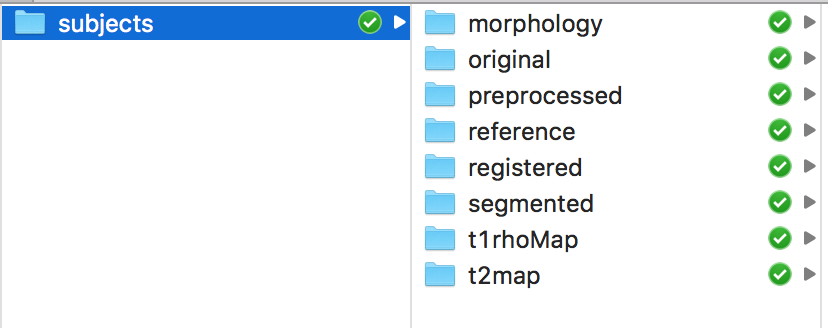 subjects
morphology
original
preprocessed
reference
registered
segmented
t1rhoMap
t2map